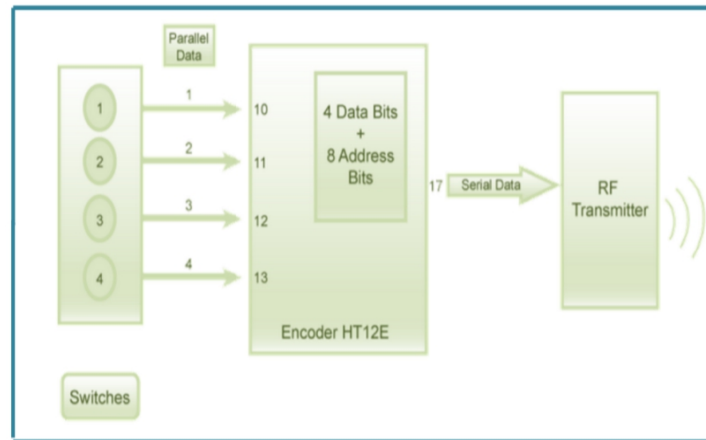 Parallel
Data
1
1
10
2
2
11
3
3
12
4
4
13
4 Data Bits
+
8 Address
Bits
17
Serial Data
RF
Transmitter
Encoder HT12E
Switches